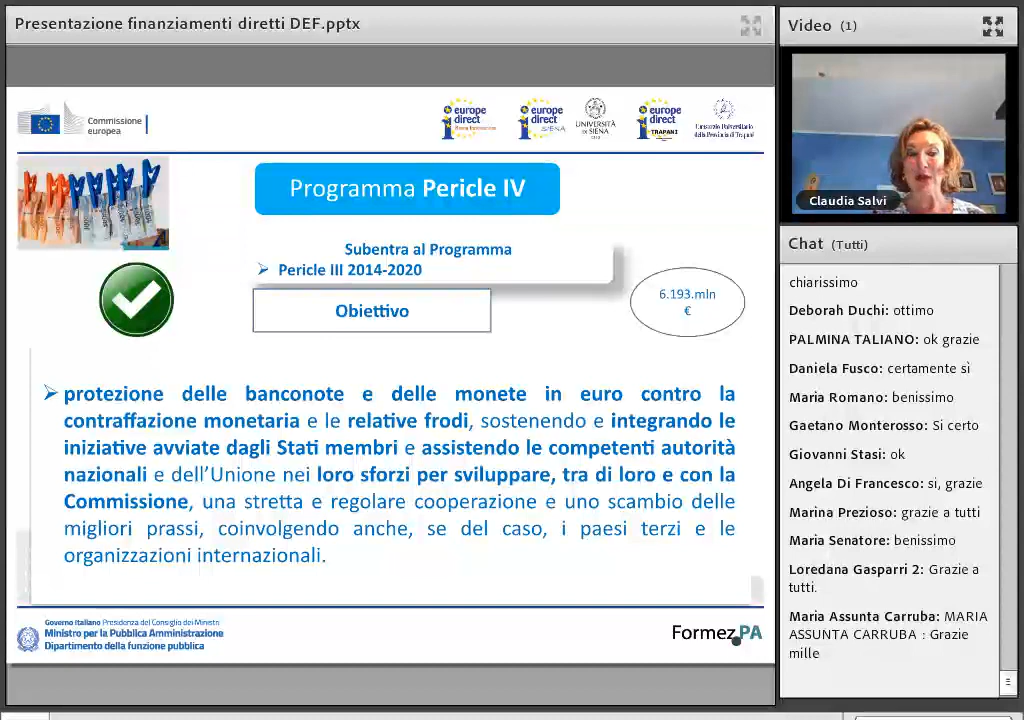 Presentazione finanziamenti diretti DEF.pptx
Commissione
europea
europe
direct
europe
direct
SIENA
UNIVERSITÀ
DI SIENA
1240
europe
direct
TRAPANI
Programma Pericle IV
Subentra al Programma
➢ Pericle III 2014-2020
Obiettivo
6.193.mln
€
➢ protezione delle banconote e delle monete in euro contro la
contraffazione monetaria e le relative frodi, sostenendo e integrando le
iniziative avviate dagli Stati membri e assistendo le competenti autorità
nazionali e dell'Unione nei loro sforzi per sviluppare, tra di loro e con la
Commissione, una stretta e regolare cooperazione e uno scambio delle
migliori prassi, coinvolgendo anche, se del caso, i paesi terzi e le
organizzazioni internazionali.
Governo Italiano Presidenza del Consiglio dei Ministri
Ministro per la Pubblica Amministrazione
Dipartimento della funzione pubblica
Formez PA
Video (1)
Claudia Salvi
Chat (Tutti)
chiarissimo
Deborah Duchi: ottimo
PALMINA TALIANO: ok grazie
Daniela Fusco: certamente sì
Maria Romano: benissimo
Gaetano Monterosso: Si certo
Giovanni Stasi: ok
Angela Di Francesco: si, grazie
Marina Prezioso: grazie a tutti
Maria Senatore: benissimo
Loredana Gasparri 2: Grazie a
tutti.
Maria Assunta Carruba: MARIA
ASSUNTA CARRUBA : Grazie
mille